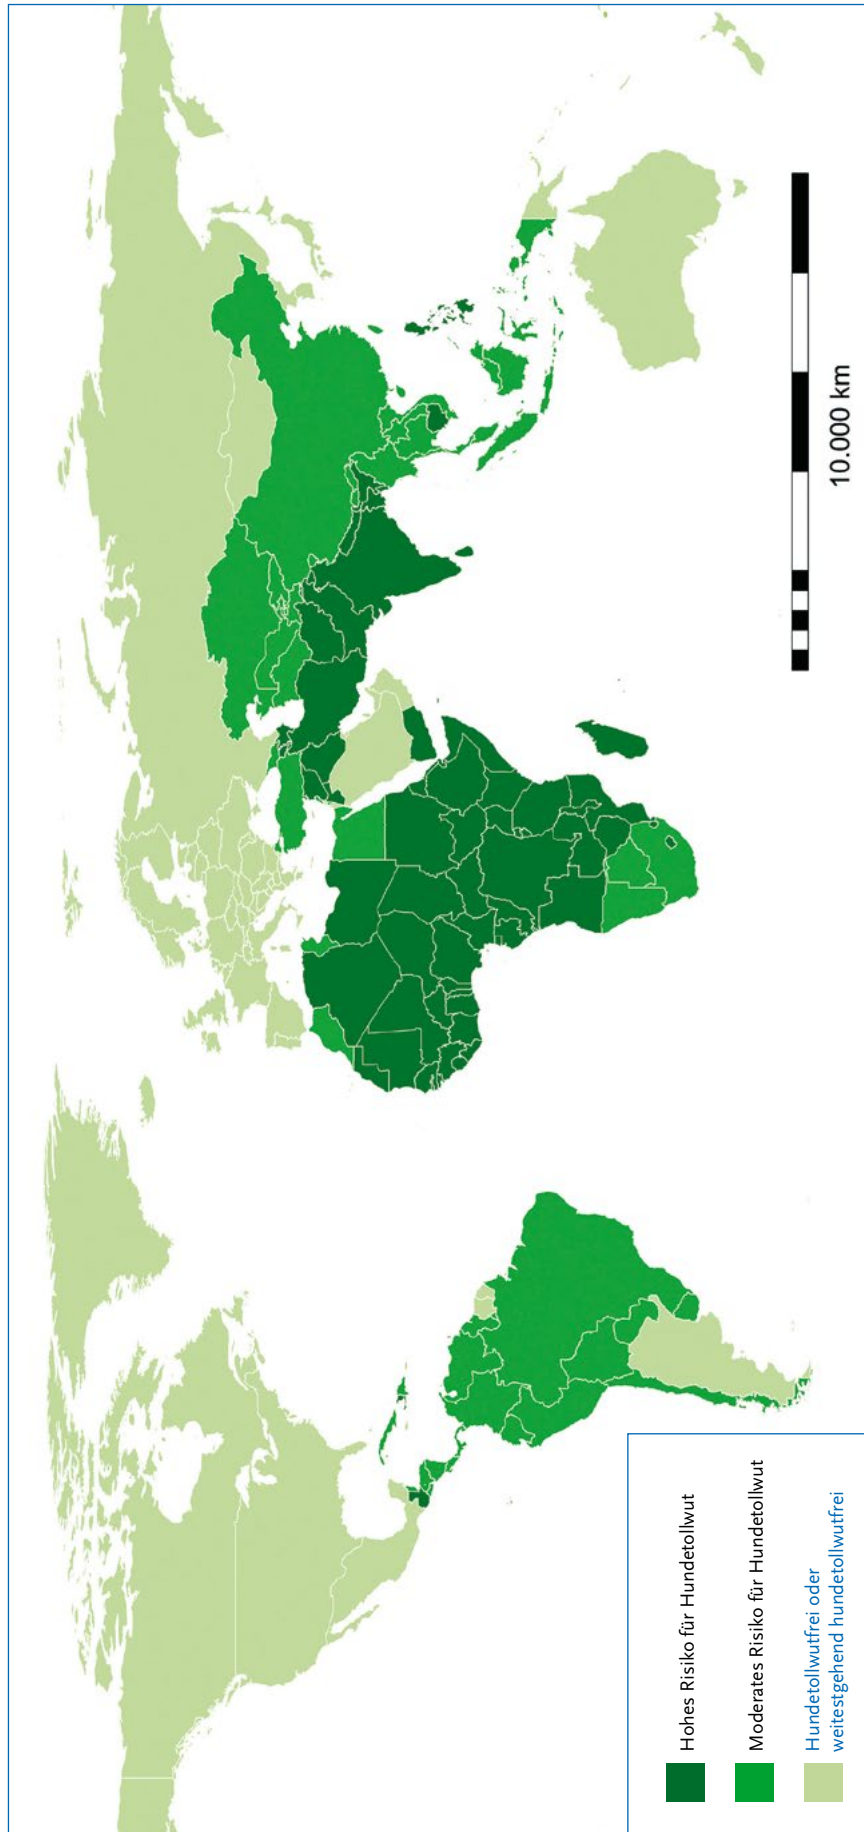 10.000 km
Hohes Risiko für Hundetollwut
Moderates Risiko für Hundetollwut
Hundetollwutfrei oder
weitestgehend hundetollwutfrei